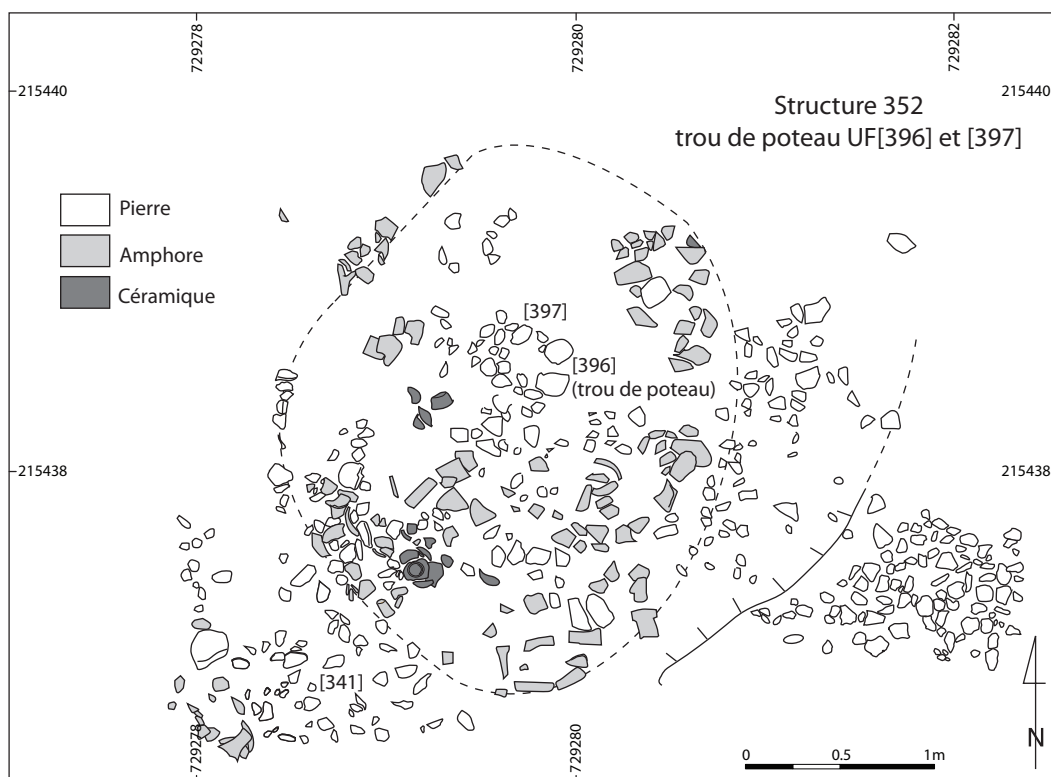 729278
729280
729282
215440
215440
Structure 352
trou de poteau UF[396] et [397]
Pierre
Amphore
Céramique
[397]
[396]
(trou de poteau)
215438
215438
[341]
729278
729280
0
0.5
1m
N